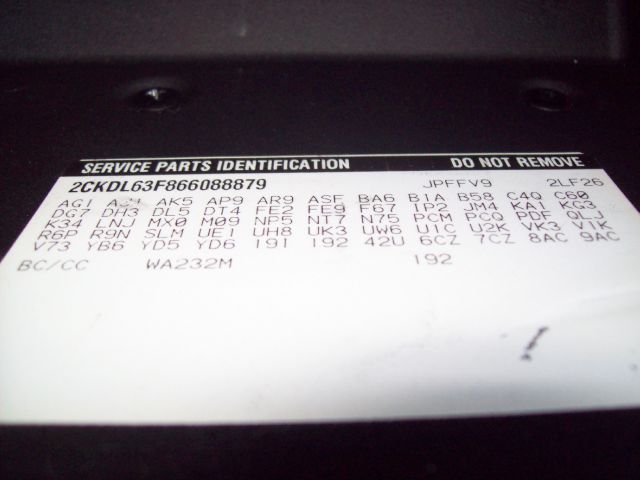 SERVICE PARTS IDENTIFICATION DO NOT REMOVE
2CKDL63F866088879 JPFFV9 2LF26
AG1 A34 AK5 AP9 AR9 ASF BA6 B1A B58 C4Q C60
DG7 DH3 DL5 DT4 FE2 FE9 F67 IP2 JM4 KA1 YC3
K34 LNJ MX0 M09 NP5 NT7 N75 PCM PCQ PDF QLJ
R6P R9N SLM UE1 UH8 UK3 UW6 U1C U2K VK3 V1K
V73 YB6 YD5 YD6 19I 192 42U 6CZ 7CZ 8AC 9AC
BC/CC WA232M 192